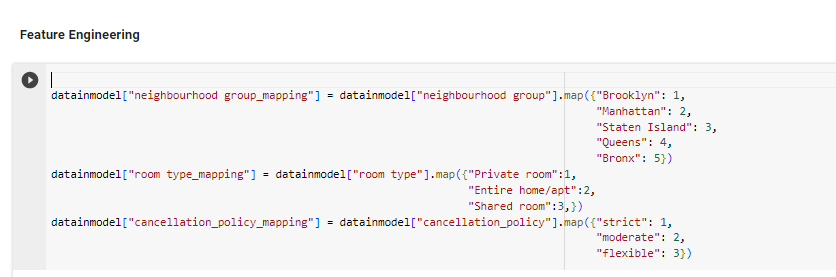 Feature Engineering
datainmodel["neighbourhood group_mapping"] = datainmodel["neighbourhood group"].map({"Brooklyn": 1,
"Manhattan": 2,
"Staten Island": 3,
"Queens": 4,
"Bronx": 5})
datainmodel["room type_mapping"] = datainmodel["room type"].map({"Private room":1,
"Entire home/apt":2,
"Shared room":3,})
datainmodel["cancellation_policy_mapping"] = datainmodel["cancellation_policy"].map({"strict": 1,
"moderate": 2,
"flexible": 3})